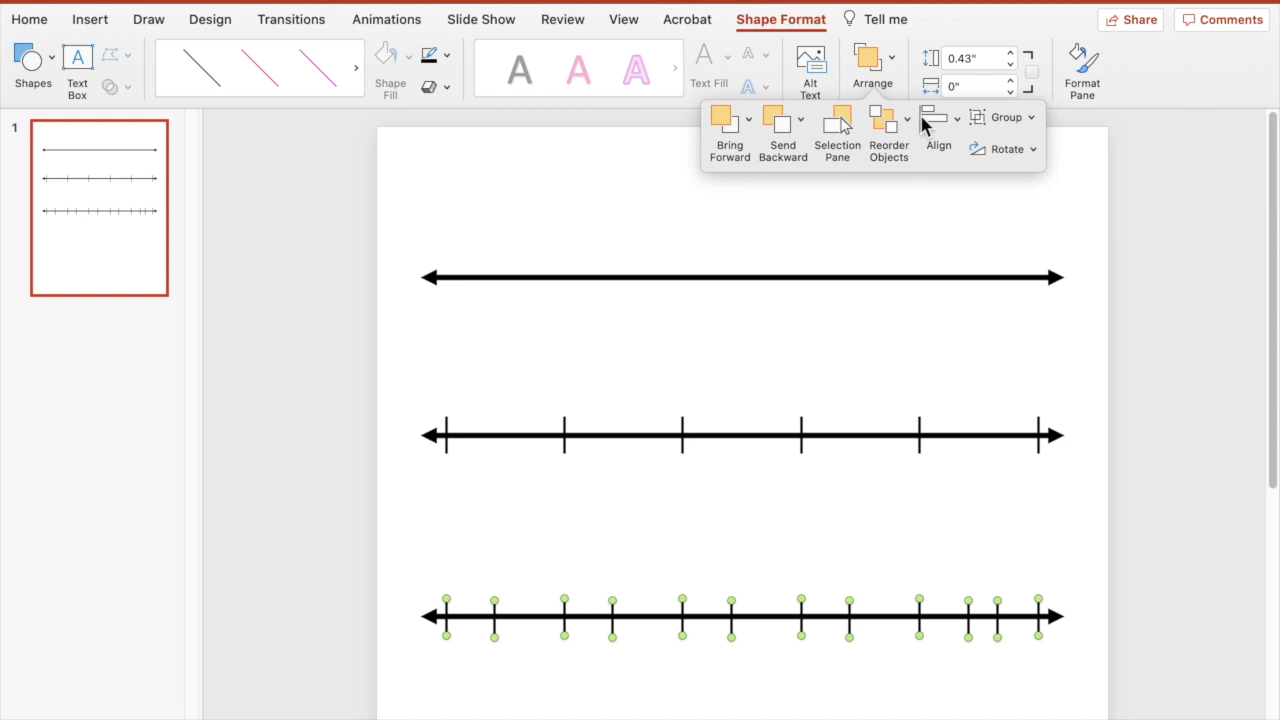 Home Insert Draw Design Transitions Animations Slide Show Review View Acrobat Shape Format Tell me Share Comments
Shapes
Text
Box
Shape
Fill
A A A
Text Fill
Alt
Text
Arrange
0.43"
0"
Format
Pane
Bring
Forward
Send
Backward
Selection
Pane
Reorder
Objects
Align
Group
Rotate
1